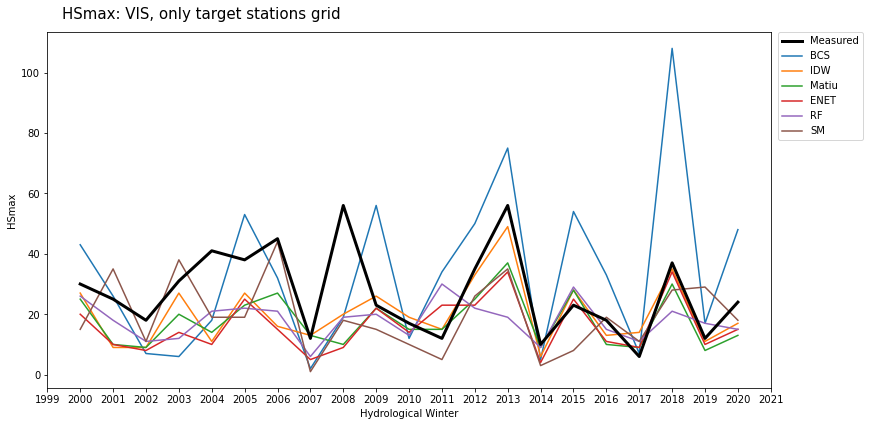 HSmax: VIS, only target stations grid
Measured
BCS
IDW
Matiu
ENET
RF
SM
HSmax
100
80
60
40
20
0
1999 2000 2001 2002 2003 2004 2005 2006 2007 2008 2009 2010 2011 2012 2013 2014 2015 2016 2017 2018 2019 2020 2021
Hydrological Winter